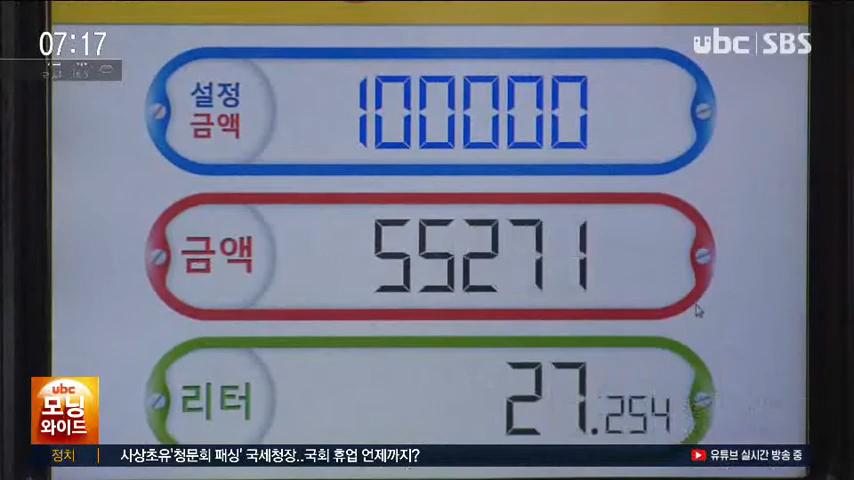 07:17
ubc SBS
설정
금액
100000
금액
55271
리터
27.254
ubc
모닝
와이드
정치
사상초유'청문회 패싱' 국세청장..국회 휴업 언제까지?
유튜브 실시간 방송 중